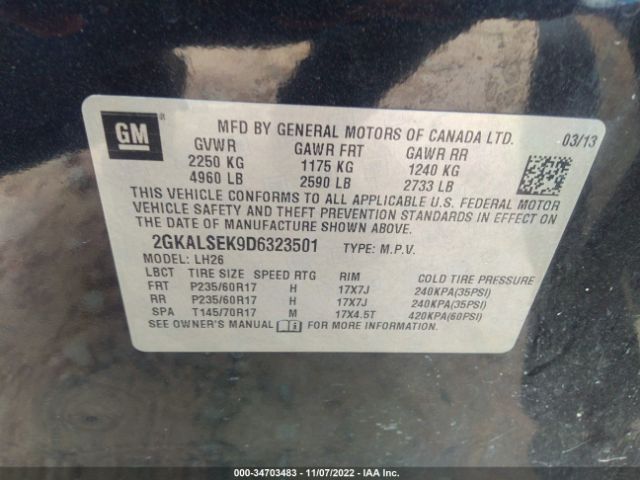 GM ®
MFD BY GENERAL MOTORS OF CANADA LTD. 03/13
GVWR GAWR FRT GAWR RR
2250 KG 1175 KG 1240 KG
4960 LB 2590 LB 2733 LB
THIS VEHICLE CONFORMS TO ALL APPLICABLE U.S. FEDERAL MOTOR
VEHICLE SAFETY AND THEFT PREVENTION STANDARDS IN EFFECT ON
THE DATE OF MANUFACTURE SHOWN ABOVE.
2GKALSEK9D6323501 TYPE: M.P.V.
MODEL: LH26
LBCT TIRE SIZE SPEED RTG RIM COLD TIRE PRESSURE
FRT P235/60R17 H 17X7J 240KPA(35PSI)
RR P235/60R17 H 17X7J 240KPA(35PSI)
SPA T145/70R17 M 17X4.5T 420KPA(60PSI)
SEE OWNER'S MANUAL FOR MORE INFORMATION.
000-34703483 - 11/07/2022 - IAA Inc.